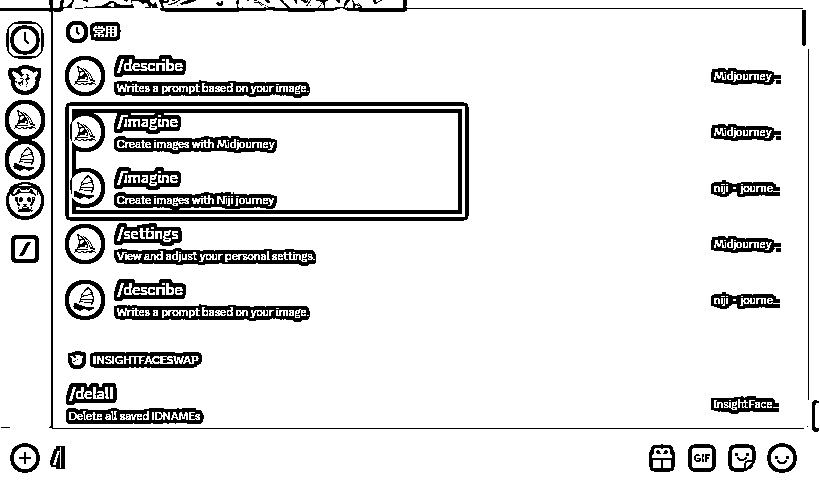 常用
/describe
Writes a prompt based on your image.
Midjourney...
/imagine
Create images with Midjourney
Midjourney...
/imagine
Create images with Niji journey
niji・journe...
/settings
View and adjust your personal settings.
Midjourney...
/describe
Writes a prompt based on your image.
niji・journe...
INSIGHTFACESWAP
/delall
Delete all saved IDNAMEs
InsightFace...
/
GIF